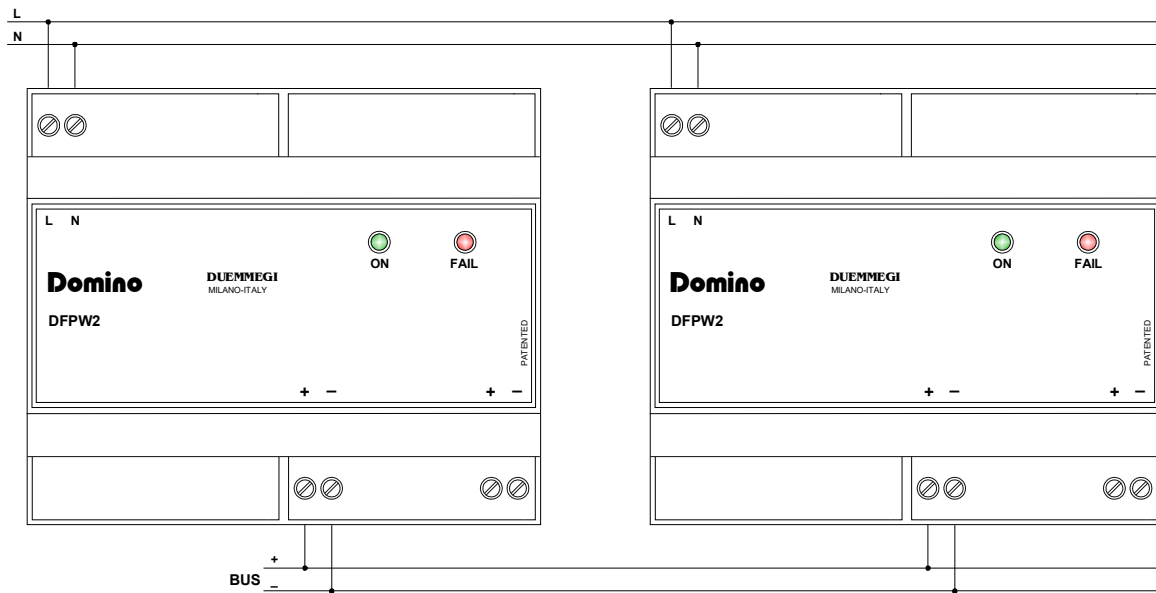 L
N
L N
ON FAIL
Domino DUEMMEGI
MILANO-ITALY
DFPW2
PATENTED
+ – + –
L N
ON FAIL
Domino DUEMMEGI
MILANO-ITALY
DFPW2
PATENTED
+ – + –
+
BUS –